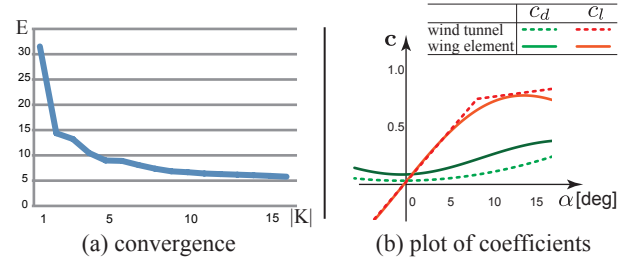 E
35
30
25
20
15
10
5
0
1 5 10 15 |K|
(a) convergence
c_d c_l
wind tunnel
wing element
c
1.0
0.5
0 5 10 15 α [deg]
(b) plot of coefficients